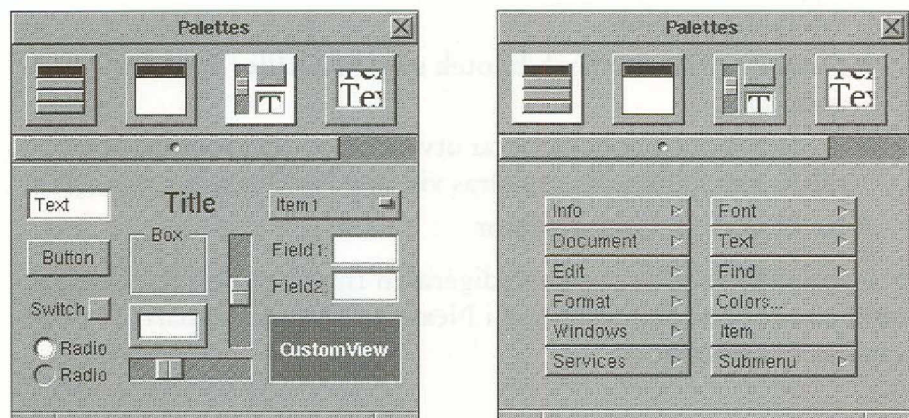 Palettes
Text
Title
Item1
Button
Box
Field1:
Field2:
Switch
CustomView
Radio
Radio
Palettes
Info
Document
Edit
Format
Windows
Services
Font
Text
Find
Colors...
Item
Submenu